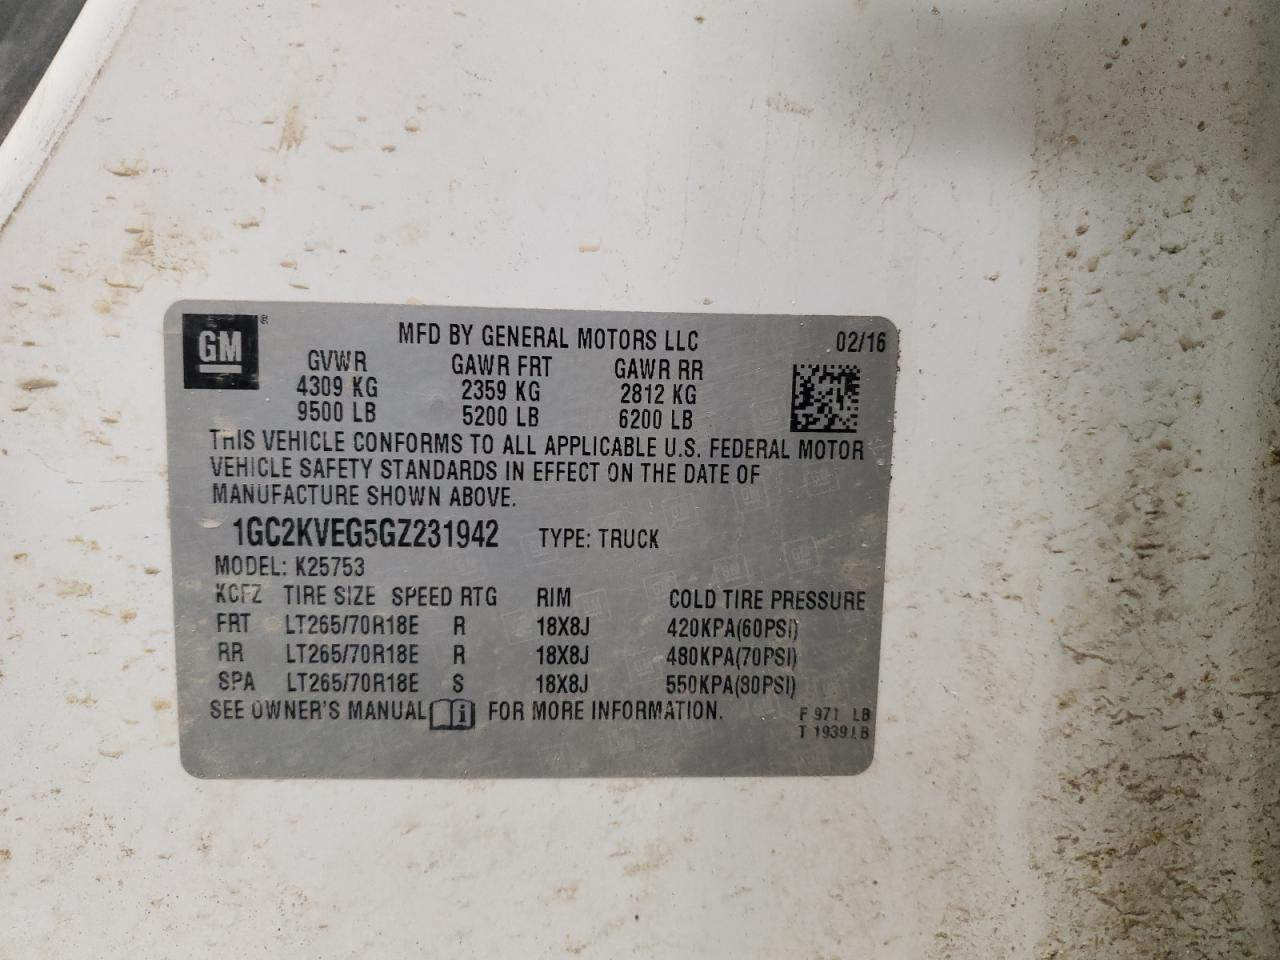 GM ®
MFD BY GENERAL MOTORS LLC 02/16
GVWR GAWR FRT GAWR RR
4309 KG 2359 KG 2812 KG
9500 LB 5200 LB 6200 LB
THIS VEHICLE CONFORMS TO ALL APPLICABLE U.S. FEDERAL MOTOR
VEHICLE SAFETY STANDARDS IN EFFECT ON THE DATE OF
MANUFACTURE SHOWN ABOVE.
1GC2KVEG5GZ231942 TYPE: TRUCK
MODEL: K25753
KCFZ TIRE SIZE SPEED RTG RIM COLD TIRE PRESSURE
FRT LT265/70R18E R 18X8J 420KPA(60PSI)
RR LT265/70R18E R 18X8J 480KPA(70PSI)
SPA LT265/70R18E S 18X8J 550KPA(80PSI)
SEE OWNER'S MANUAL FOR MORE INFORMATION.
F 971 LB
T 1939LB